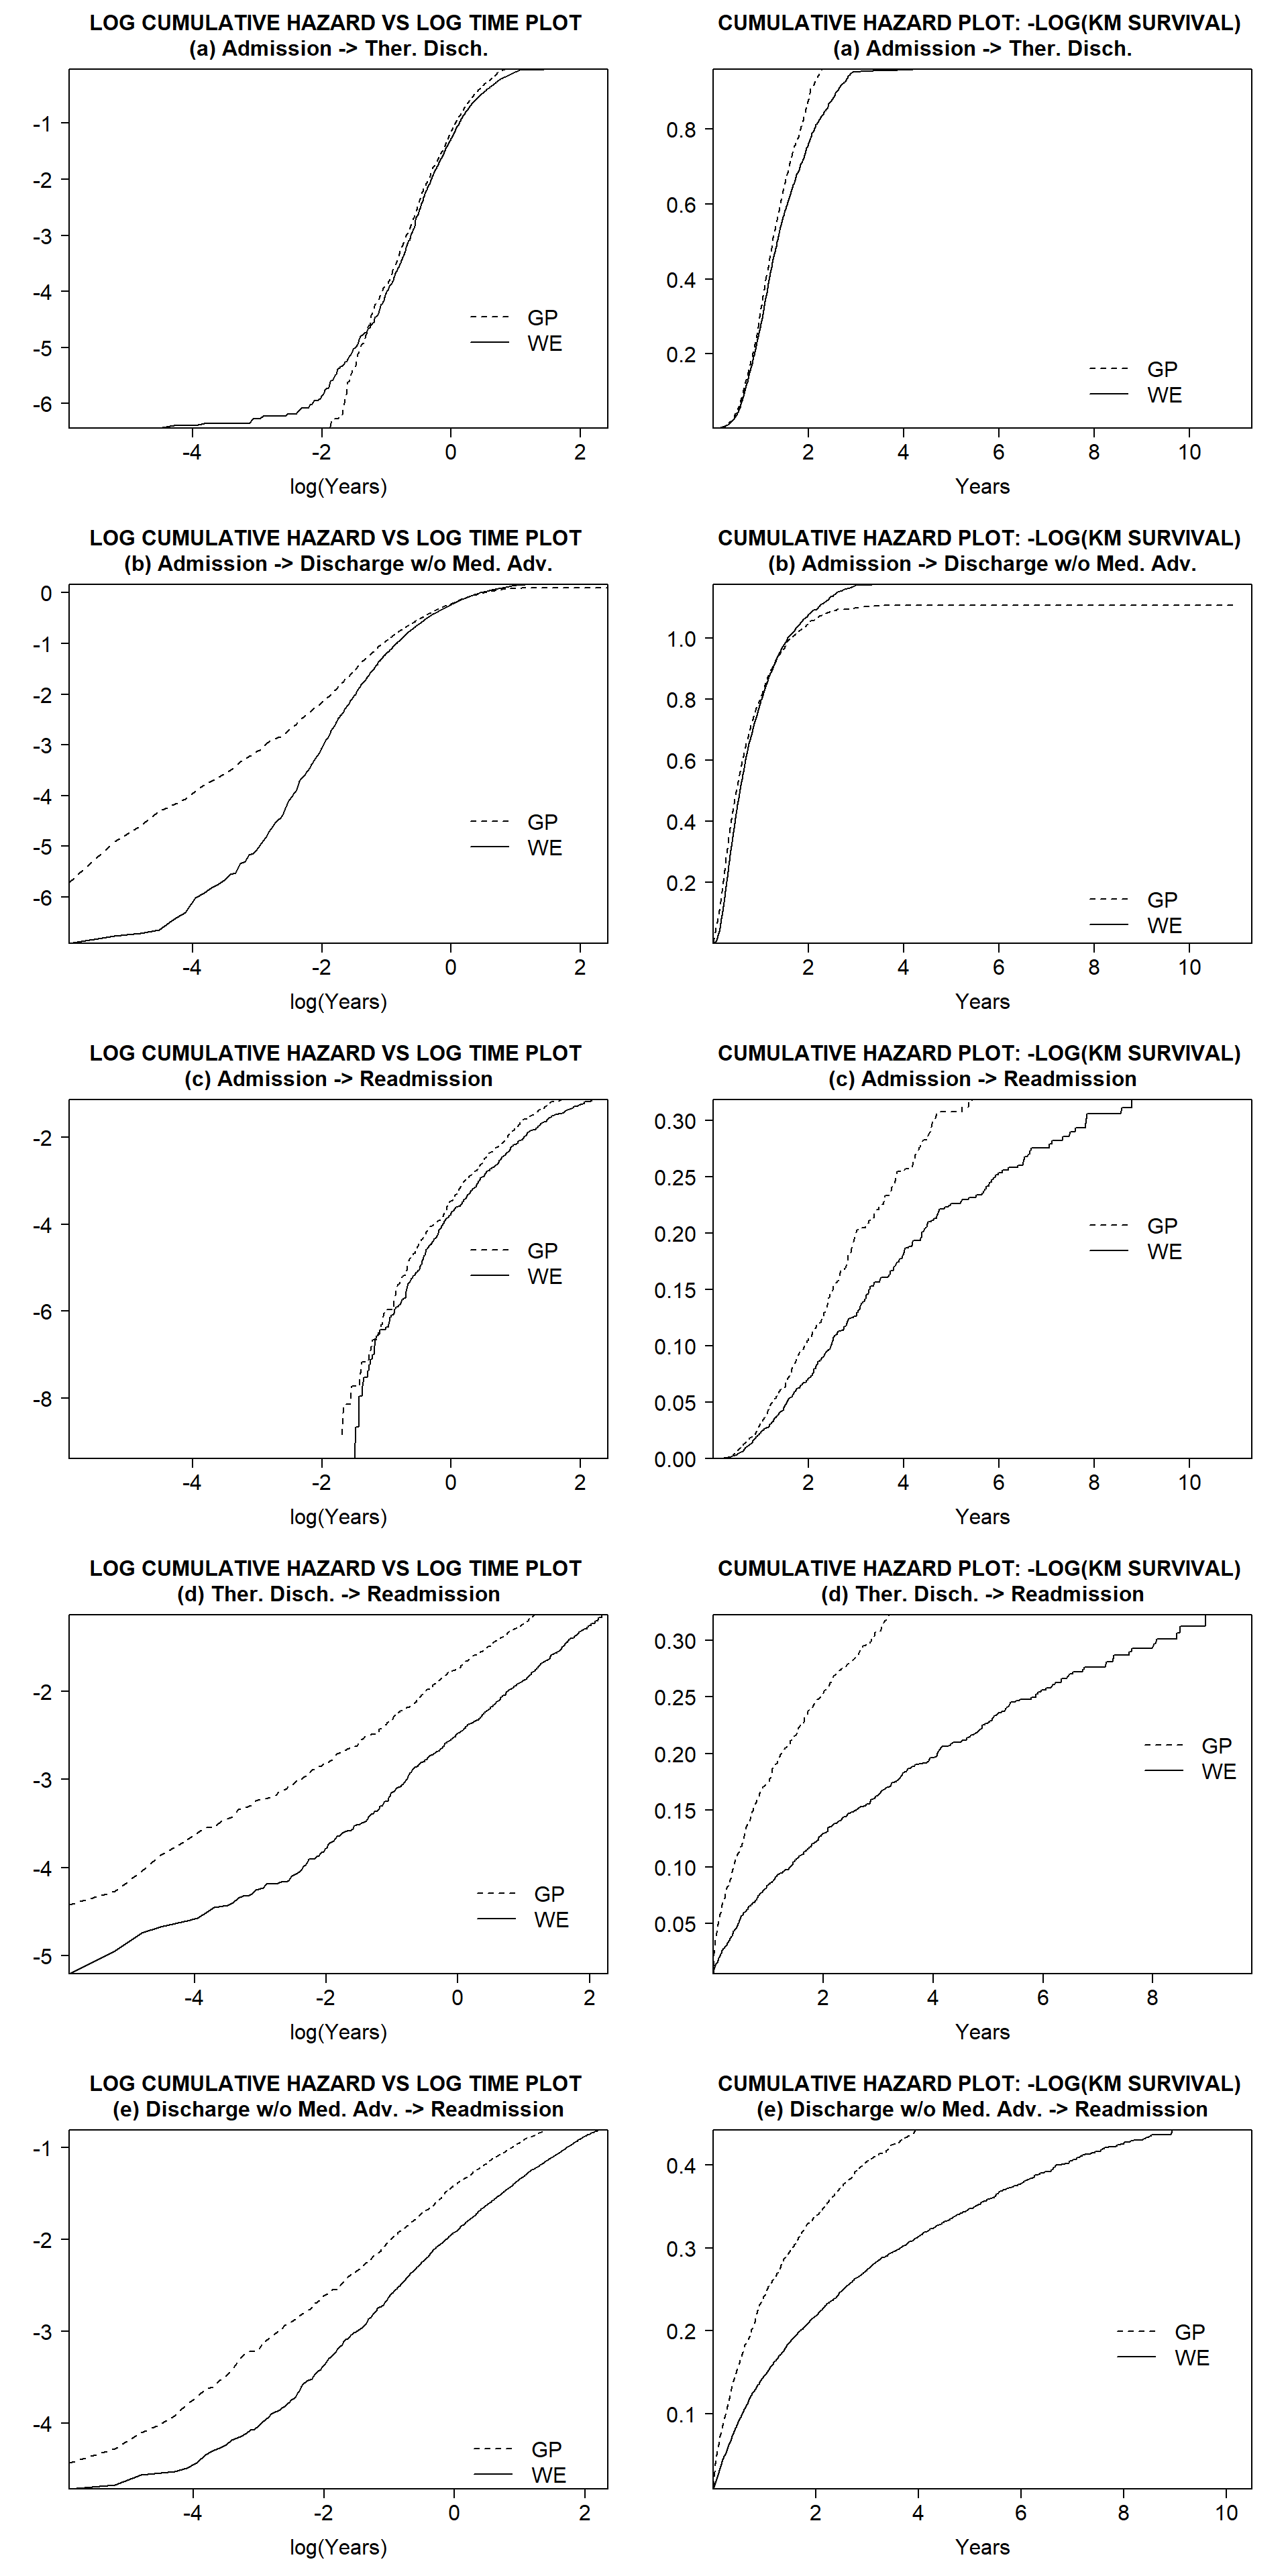 LOG CUMULATIVE HAZARD VS LOG TIME PLOT
(a) Admission -> Ther. Disch.
-1
-2
-3
-4
-5
-6
GP
WE
-4 -2 0 2
log(Years)
CUMULATIVE HAZARD PLOT: -LOG(KM SURVIVAL)
(a) Admission -> Ther. Disch.
0.8
0.6
0.4
0.2
GP
WE
2 4 6 8 10
Years
LOG CUMULATIVE HAZARD VS LOG TIME PLOT
(b) Admission -> Discharge w/o Med. Adv.
0
-1
-2
-3
-4
-5
-6
GP
WE
-4 -2 0 2
log(Years)
CUMULATIVE HAZARD PLOT: -LOG(KM SURVIVAL)
(b) Admission -> Discharge w/o Med. Adv.
1.0
0.8
0.6
0.4
0.2
GP
WE
2 4 6 8 10
Years
LOG CUMULATIVE HAZARD VS LOG TIME PLOT
(c) Admission -> Readmission
-2
-4
-6
-8
GP
WE
-4 -2 0 2
log(Years)
CUMULATIVE HAZARD PLOT: -LOG(KM SURVIVAL)
(c) Admission -> Readmission
0.30
0.25
0.20
0.15
0.10
0.05
0.00
GP
WE
2 4 6 8 10
Years
LOG CUMULATIVE HAZARD VS LOG TIME PLOT
(d) Ther. Disch. -> Readmission
-2
-3
-4
-5
GP
WE
-4 -2 0 2
log(Years)
CUMULATIVE HAZARD PLOT: -LOG(KM SURVIVAL)
(d) Ther. Disch. -> Readmission
0.30
0.25
0.20
0.15
0.10
0.05
GP
WE
2 4 6 8
Years
LOG CUMULATIVE HAZARD VS LOG TIME PLOT
(e) Discharge w/o Med. Adv. -> Readmission
-1
-2
-3
-4
GP
WE
-4 -2 0 2
log(Years)
CUMULATIVE HAZARD PLOT: -LOG(KM SURVIVAL)
(e) Discharge w/o Med. Adv. -> Readmission
0.4
0.3
0.2
0.1
GP
WE
2 4 6 8 10
Years